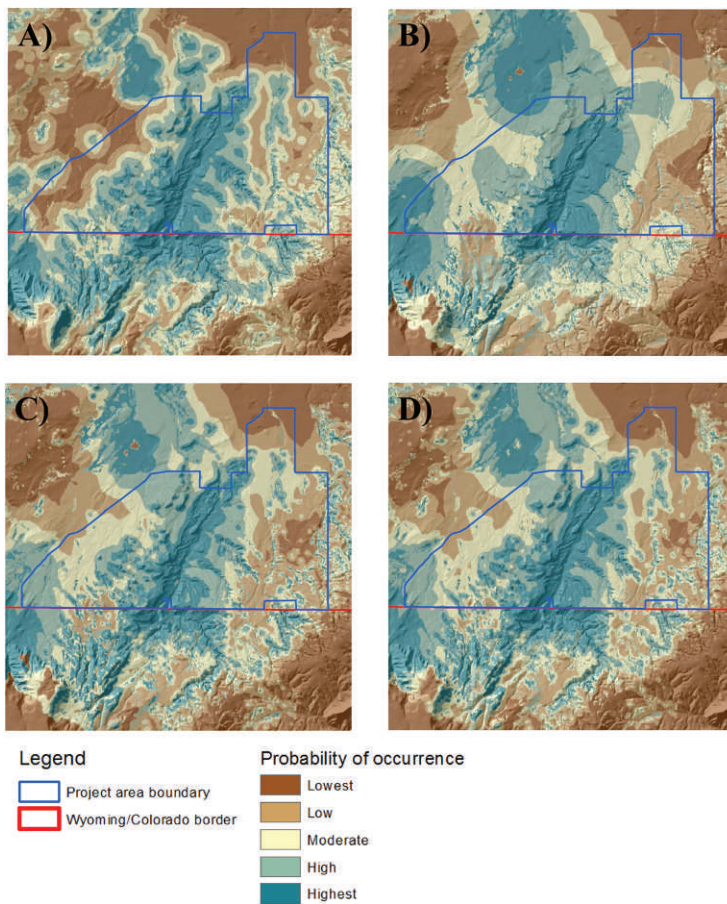 A)
B)
C)
D)
Legend
Project area boundary
Wyoming/Colorado border
Probability of occurrence
Lowest
Low
Moderate
High
Highest